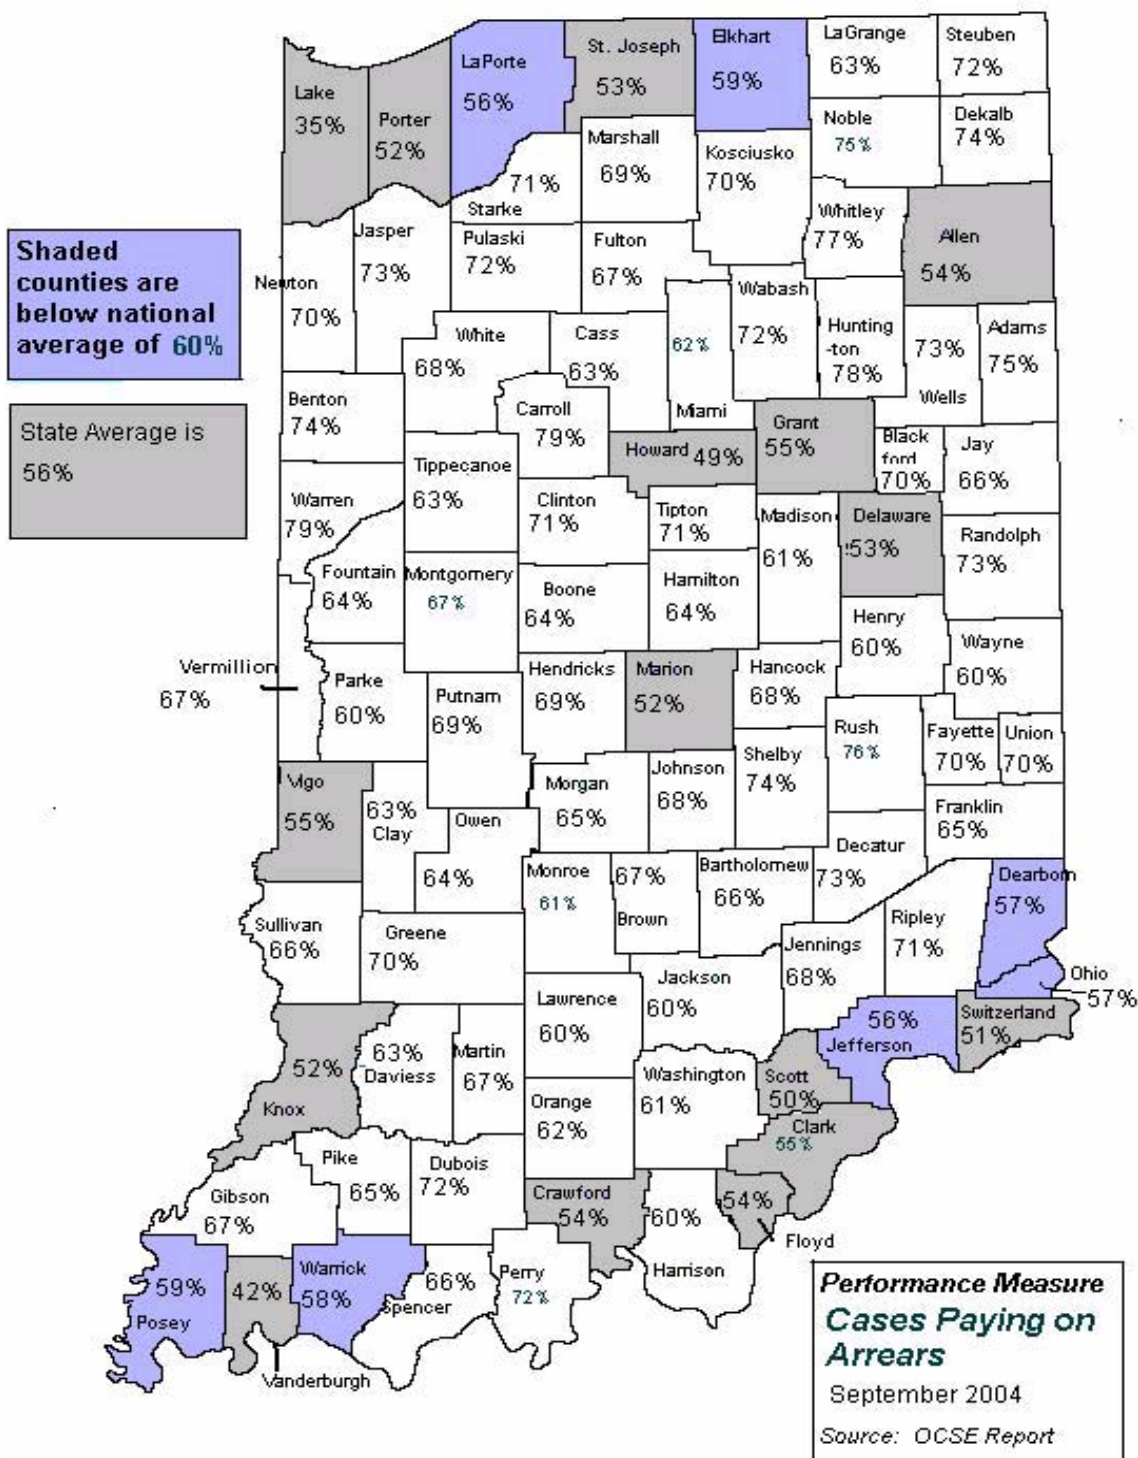 LaGrange
63%
Steuben
72%
Elkhart
59%
St. Joseph
53%
LaPorte
56%
Lake
35%
Porter
52%
Noble
75%
Dekalb
74%
Marshall
69%
Kosciusko
70%
71%
Starke
Whitley
77%
Allen
54%
Shaded
counties are
below national
average of 60%
Newton
70%
Jasper
73%
Pulaski
72%
Fulton
67%
Wabash
72%
62%
Miami
Hunting
-ton
78%
73%
Wells
Adams
75%
White
68%
Cass
63%
State Average is
56%
Benton
74%
Carroll
79%
Howard 49%
Grant
55%
Black
ford
70%
Jay
66%
Warren
79%
Tippecanoe
63%
Clinton
71%
Tipton
71%
Madison
61%
Delaware
53%
Randolph
73%
Fountain
64%
Montgomery
67%
Boone
64%
Hamilton
64%
Henry
60%
Wayne
60%
Vermillion
67%
Parke
60%
Putnam
69%
Hendricks
69%
Marion
52%
Hancock
68%
Rush
76%
Fayette
70%
Union
70%
Vigo
55%
63%
Clay
Owen
64%
Morgan
65%
Johnson
68%
Shelby
74%
Franklin
65%
Decatur
73%
Monroe
61%
67%
Brown
Bartholomew
66%
Dearborn
57%
Sullivan
66%
Greene
70%
Jennings
68%
Ripley
71%
Ohio
57%
Lawrence
60%
Jackson
60%
56%
Jefferson
Switzerland
51%
52%
Knox
63%
Daviess
Martin
67%
Orange
62%
Washington
61%
Scott
50%
Clark
55%
Pike
65%
Dubois
72%
Gibson
67%
Crawford
54%
60%
Harrison
54%
Floyd
59%
Posey
42%
Vanderburgh
Warrick
58%
66%
Spencer
Perry
72%
Performance Measure
Cases Paying on
Arrears
September 2004
Source: OCSE Report